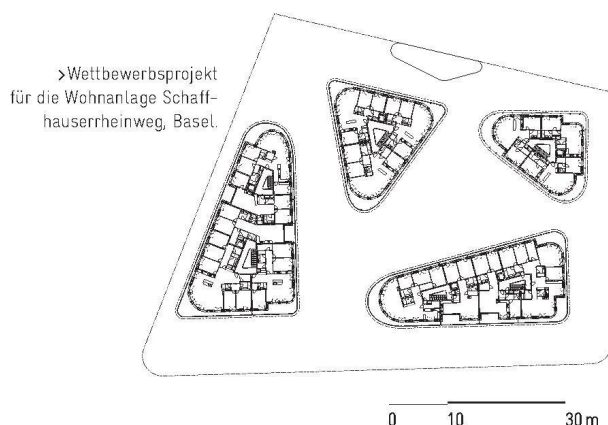 >Wettbewerbsprojekt
für die Wohnanlage Schaff-
hauserrheinweg, Basel.
0 10 30 m